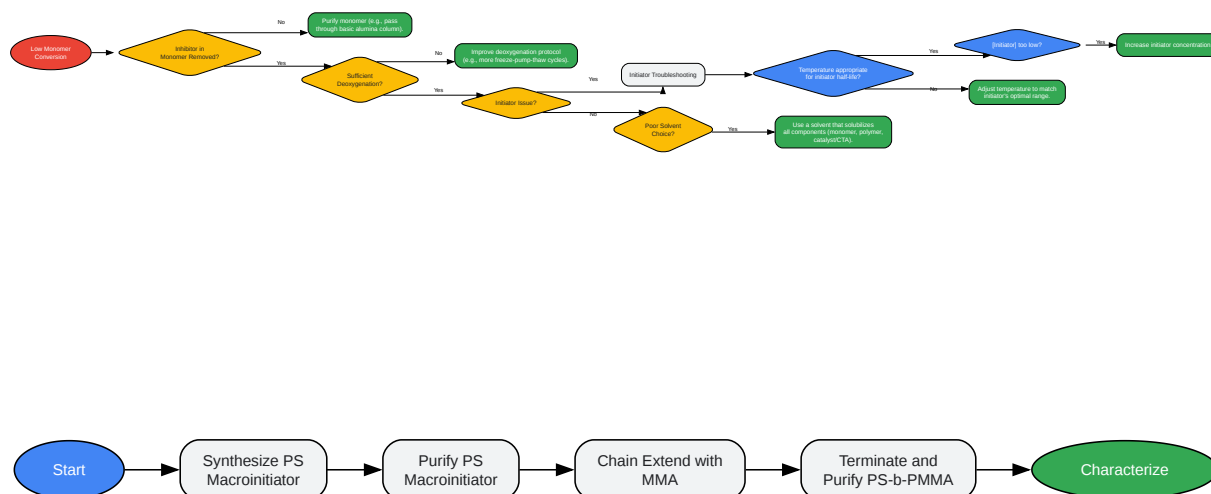 Low Monomer
Conversion
Inhibitor in
Monomer Removed?
No
Purify monomer (e.g., pass
through basic alumina column).
Yes
Sufficient
Deoxygenation?
No
Improve deoxygenation protocol
(e.g., more freeze-pump-thaw cycles).
Yes
Initiator Issue?
Yes
Initiator Troubleshooting
No
Poor Solvent
Choice?
Yes
Use a solvent that solubilizes
all components (monomer, polymer,
catalyst/CTA).
Temperature appropriate
for initiator half-life?
Yes
[Initiator] too low?
Yes
Increase initiator concentration
No
Adjust temperature to match
initiator's optimal range.
Start
Synthesize PS
Macroinitiator
Purify PS
Macroinitiator
Chain Extend with
MMA
Terminate and
Purify PS-b-PMMA
Characterize